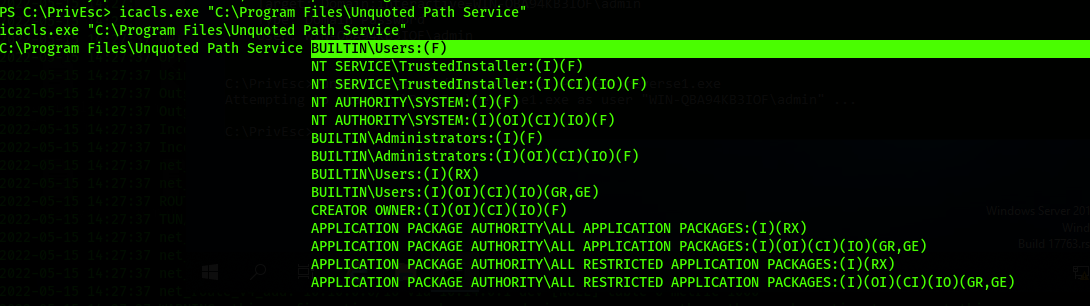 PS C:\PrivEsc> icacls.exe "C:\Program Files\Unquoted Path Service"
icacls.exe "C:\Program Files\Unquoted Path Service"
C:\Program Files\Unquoted Path Service BUILTIN\Users:(F)
NT SERVICE\TrustedInstaller:(I)(F)
NT SERVICE\TrustedInstaller:(I)(CI)(IO)(F)
NT AUTHORITY\SYSTEM:(I)(F)
NT AUTHORITY\SYSTEM:(I)(OI)(CI)(IO)(F)
BUILTIN\Administrators:(I)(F)
BUILTIN\Administrators:(I)(OI)(CI)(IO)(F)
BUILTIN\Users:(I)(RX)
BUILTIN\Users:(I)(OI)(CI)(IO)(GR,GE)
CREATOR OWNER:(I)(OI)(CI)(IO)(F)
APPLICATION PACKAGE AUTHORITY\ALL APPLICATION PACKAGES:(I)(RX)
APPLICATION PACKAGE AUTHORITY\ALL APPLICATION PACKAGES:(I)(OI)(CI)(IO)(GR,GE)
APPLICATION PACKAGE AUTHORITY\ALL RESTRICTED APPLICATION PACKAGES:(I)(RX)
APPLICATION PACKAGE AUTHORITY\ALL RESTRICTED APPLICATION PACKAGES:(I)(OI)(CI)(IO)(GR,GE)